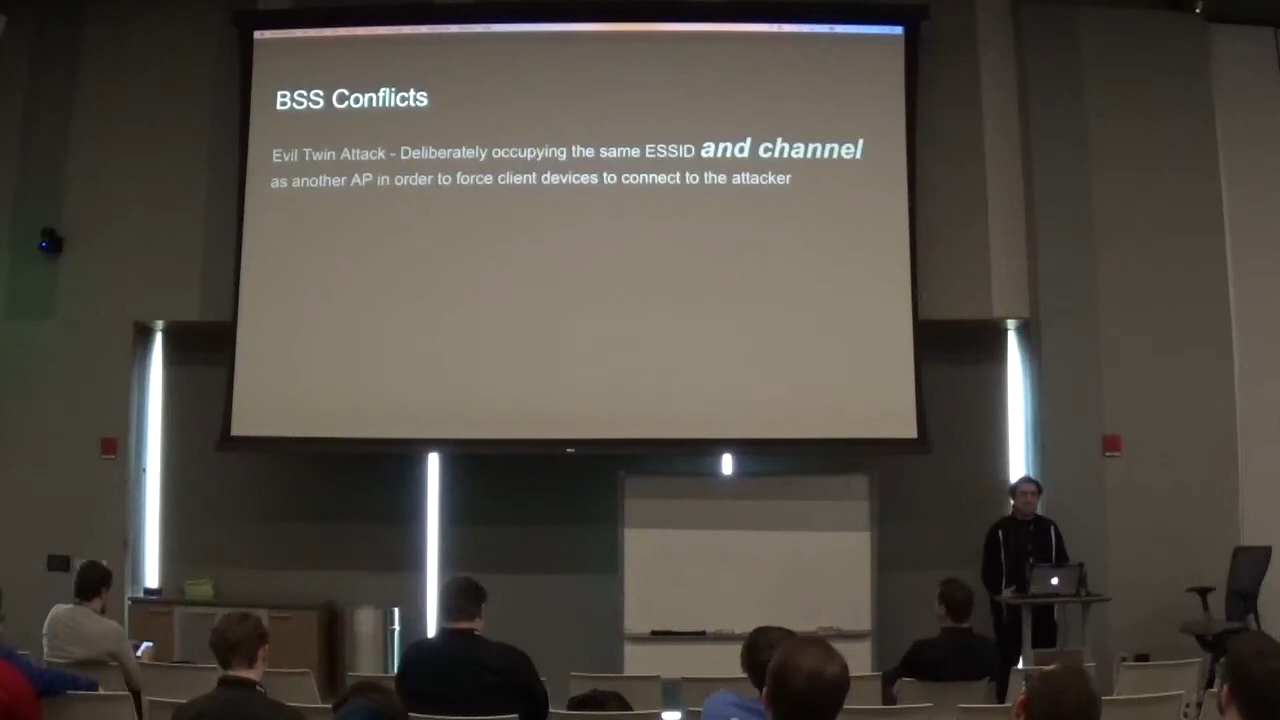 BSS Conflicts
Evil Twin Attack - Deliberately occupying the same ESSID and channel
as another AP in order to force client devices to connect to the attacker